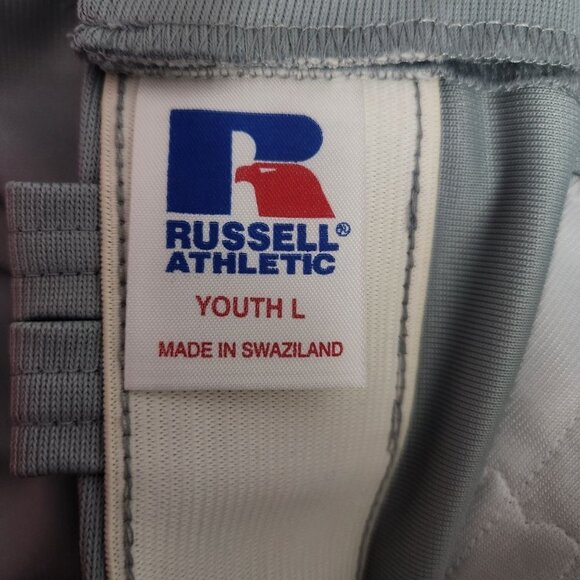 R
RUSSELL®
ATHLETIC
YOUTH L
MADE IN SWAZILAND